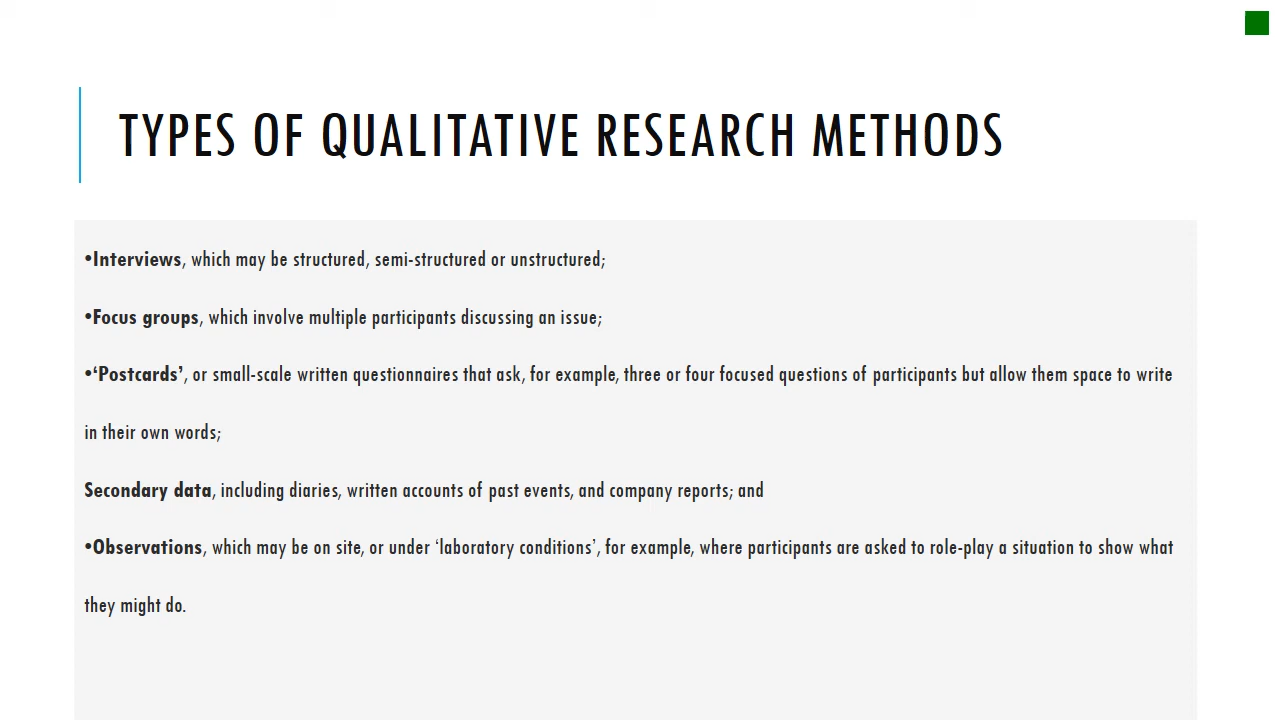 TYPES OF QUALITATIVE RESEARCH METHODS
•Interviews, which may be structured, semi-structured or unstructured;
•Focus groups, which involve multiple participants discussing an issue;
•‘Postcards’, or small-scale written questionnaires that ask, for example, three or four focused questions of participants but allow them space to write
in their own words;
Secondary data, including diaries, written accounts of past events, and company reports; and
•Observations, which may be on site, or under ‘laboratory conditions’, for example, where participants are asked to role-play a situation to show what
they might do.